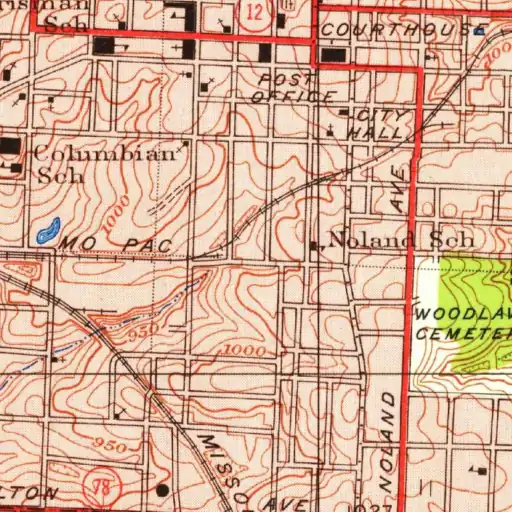 Sch
12
COURTHOUSE
POST
OFFICE
CITY
HALL
1000
Columbian
Sch
1000
AVE
MO PAC
Noland Sch
WOODLAW
CEMETER
950
1000
NOLAND
950
MISSO
78
LTON
AVE
1027